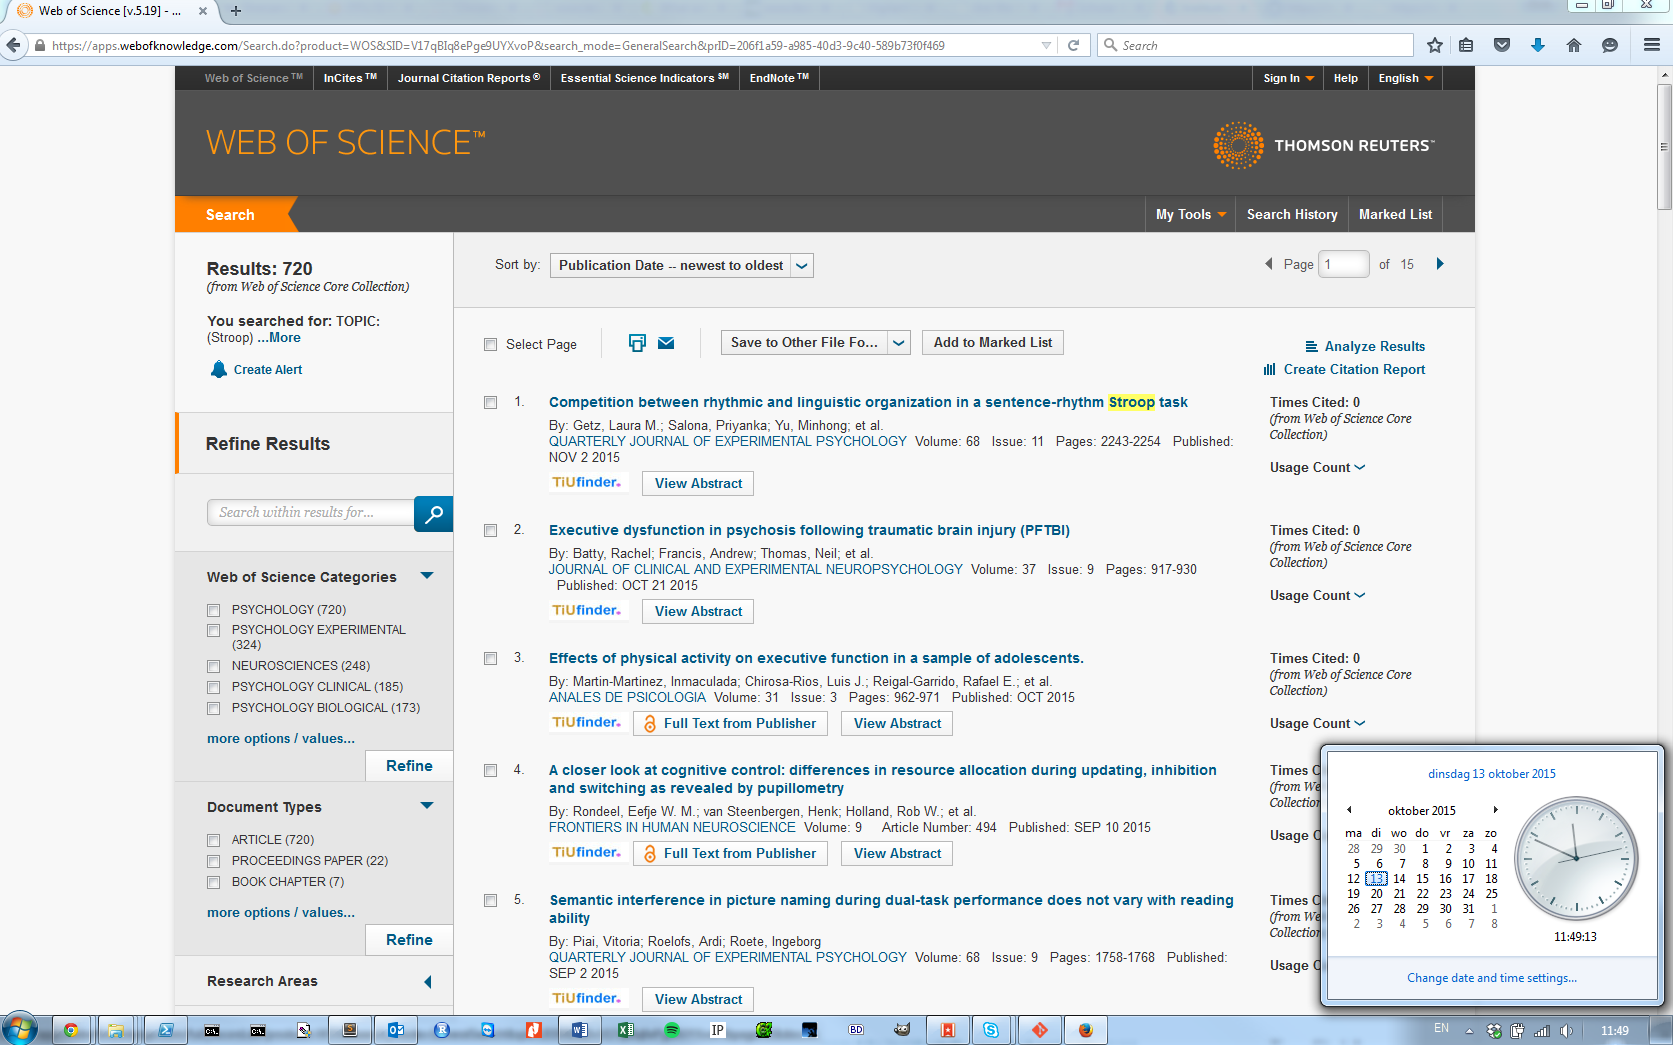 Web of Science [v.5.19] - ...
https://apps.webofknowledge.com/Search.do?product=WOS&SID=V17qBIq8ePge9UYXvoP&search_mode=GeneralSearch&prID=206f1a59-a985-40d3-9c40-589b73f0f469
Search
Web of Science™ InCites™ Journal Citation Reports® Essential Science Indicators℠ EndNote™ Sign In Help English
WEB OF SCIENCE™
THOMSON REUTERS™
Search My Tools Search History Marked List
Results: 720
(from Web of Science Core Collection)
You searched for: TOPIC:
(Stroop) ...More
Create Alert
Refine Results
Search within results for...
Web of Science Categories
PSYCHOLOGY (720)
PSYCHOLOGY EXPERIMENTAL
(324)
NEUROSCIENCES (248)
PSYCHOLOGY CLINICAL (185)
PSYCHOLOGY BIOLOGICAL (173)
more options / values...
Refine
Document Types
ARTICLE (720)
PROCEEDINGS PAPER (22)
BOOK CHAPTER (7)
more options / values...
Refine
Research Areas
Sort by: Publication Date -- newest to oldest
Page 1 of 15
Select Page
Save to Other File Fo...
Add to Marked List
Analyze Results
Create Citation Report
1. Competition between rhythmic and linguistic organization in a sentence-rhythm Stroop task
By: Getz, Laura M.; Salona, Priyanka; Yu, Minhong; et al.
QUARTERLY JOURNAL OF EXPERIMENTAL PSYCHOLOGY Volume: 68 Issue: 11 Pages: 2243-2254 Published:
NOV 2 2015
TiUfinder. View Abstract
Times Cited: 0
(from Web of Science Core
Collection)
Usage Count
2. Executive dysfunction in psychosis following traumatic brain injury (PFTBI)
By: Batty, Rachel; Francis, Andrew; Thomas, Neil; et al.
JOURNAL OF CLINICAL AND EXPERIMENTAL NEUROPSYCHOLOGY Volume: 37 Issue: 9 Pages: 917-930
Published: OCT 21 2015
TiUfinder. View Abstract
Times Cited: 0
(from Web of Science Core
Collection)
Usage Count
3. Effects of physical activity on executive function in a sample of adolescents.
By: Martin-Martinez, Inmaculada; Chirosa-Rios, Luis J.; Reigal-Garrido, Rafael E.; et al.
ANALES DE PSICOLOGIA Volume: 31 Issue: 3 Pages: 962-971 Published: OCT 2015
TiUfinder. Full Text from Publisher View Abstract
Times Cited: 0
(from Web of Science Core
Collection)
Usage Count
4. A closer look at cognitive control: differences in resource allocation during updating, inhibition
and switching as revealed by pupillometry
By: Rondeel, Eefje W. M.; van Steenbergen, Henk; Holland, Rob W.; et al.
FRONTIERS IN HUMAN NEUROSCIENCE Volume: 9 Article Number: 494 Published: SEP 10 2015
TiUfinder. Full Text from Publisher View Abstract
Times C
(from We
Collection
Usage C
5. Semantic interference in picture naming during dual-task performance does not vary with reading
ability
By: Piai, Vitoria; Roelofs, Ardi; Roete, Ingeborg
QUARTERLY JOURNAL OF EXPERIMENTAL PSYCHOLOGY Volume: 68 Issue: 9 Pages: 1758-1768 Published:
SEP 2 2015
TiUfinder. View Abstract
Times C
(from We
Collection
Usage C
dinsdag 13 oktober 2015
oktober 2015
ma di wo do vr za zo
28 29 30 1 2 3 4
5 6 7 8 9 10 11
12 13 14 15 16 17 18
19 20 21 22 23 24 25
26 27 28 29 30 31 1
2 3 4 5 6 7 8
11:49:13
Change date and time settings...
IP BD EN 11:49